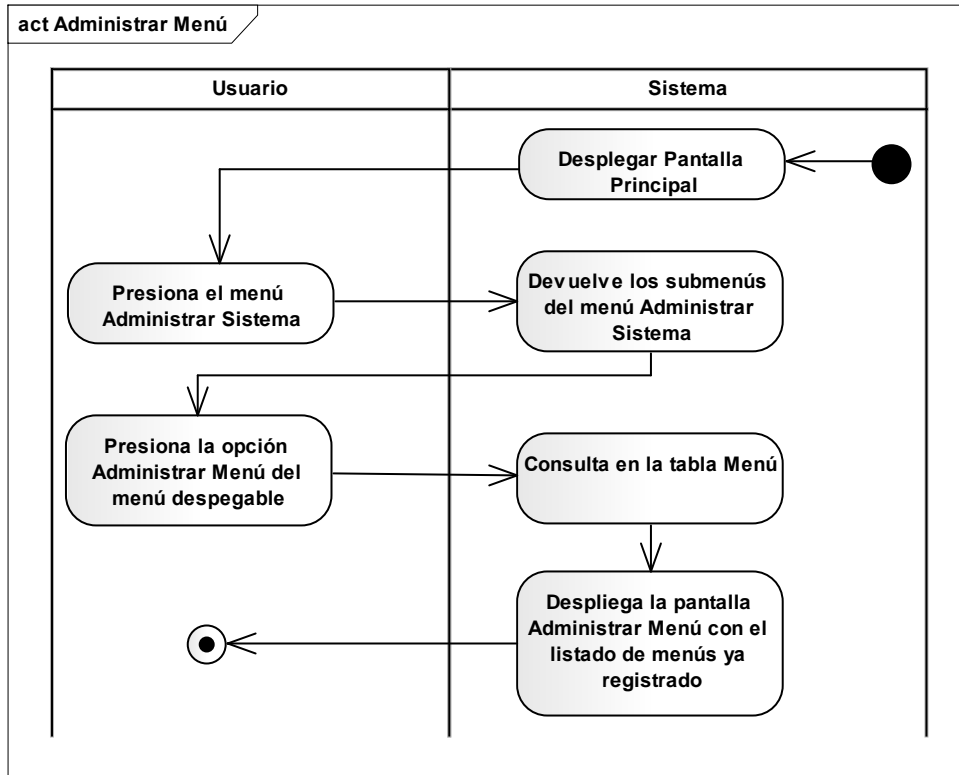 act Administrar Menú
Usuario
Sistema
Desplegar Pantalla
Principal
Presiona el menú
Administrar Sistema
Devuelve los submenús
del menú Administrar
Sistema
Presiona la opción
Administrar Menú del
menú despegable
Consulta en la tabla Menú
Despliega la pantalla
Administrar Menú con el
listado de menús ya
registrado